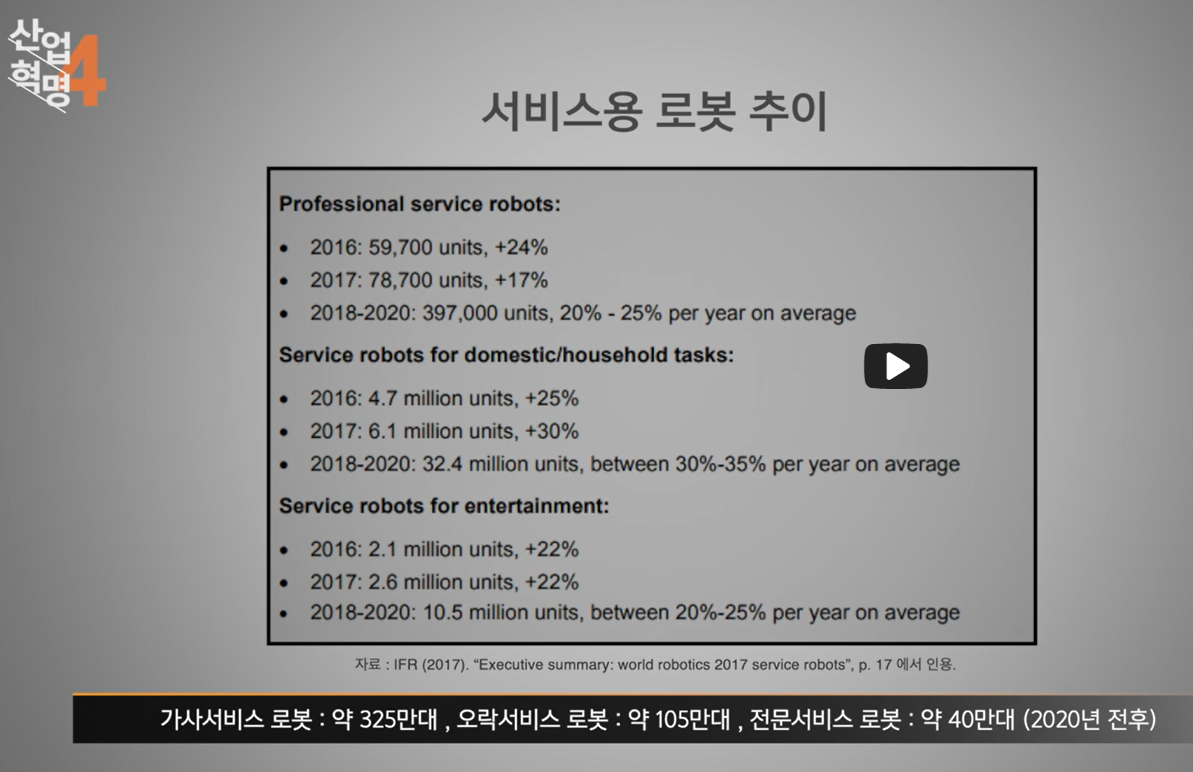 산업
혁명 4
서비스용 로봇 추이
Professional service robots:
• 2016: 59,700 units, +24%
• 2017: 78,700 units, +17%
• 2018-2020: 397,000 units, 20% - 25% per year on average
Service robots for domestic/household tasks:
• 2016: 4.7 million units, +25%
• 2017: 6.1 million units, +30%
• 2018-2020: 32.4 million units, between 30%-35% per year on average
Service robots for entertainment:
• 2016: 2.1 million units, +22%
• 2017: 2.6 million units, +22%
• 2018-2020: 10.5 million units, between 20%-25% per year on average
자료 : IFR (2017). “Executive summary: world robotics 2017 service robots”, p. 17 에서 인용.
가사서비스 로봇 : 약 325만대 , 오락서비스 로봇 : 약 105만대 , 전문서비스 로봇 : 약 40만대 (2020년 전후)